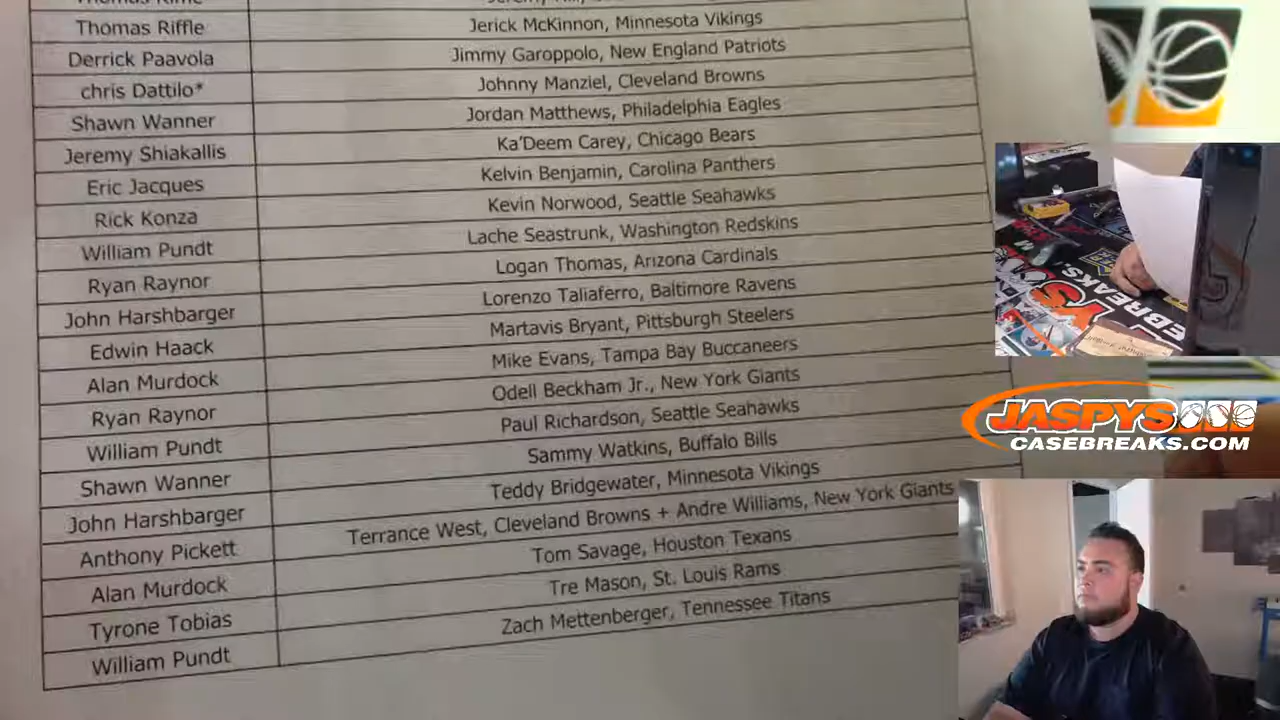 Thomas Riffle Jerick McKinnon, Minnesota Vikings
Derrick Paavola Jimmy Garoppolo, New England Patriots
chris Dattilo* Johnny Manziel, Cleveland Browns
Shawn Wanner Jordan Matthews, Philadelphia Eagles
Jeremy Shiakallis Ka'Deem Carey, Chicago Bears
Eric Jacques Kelvin Benjamin, Carolina Panthers
Rick Konza Kevin Norwood, Seattle Seahawks
William Pundt Lache Seastrunk, Washington Redskins
Ryan Raynor Logan Thomas, Arizona Cardinals
John Harshbarger Lorenzo Taliaferro, Baltimore Ravens
Edwin Haack Martavis Bryant, Pittsburgh Steelers
Alan Murdock Mike Evans, Tampa Bay Buccaneers
Ryan Raynor Odell Beckham Jr., New York Giants
William Pundt Paul Richardson, Seattle Seahawks
Shawn Wanner Sammy Watkins, Buffalo Bills
John Harshbarger Teddy Bridgewater, Minnesota Vikings
Anthony Pickett Terrance West, Cleveland Browns + Andre Williams, New York Giants
Alan Murdock Tom Savage, Houston Texans
Tyrone Tobias Tre Mason, St. Louis Rams
William Pundt Zach Mettenberger, Tennessee Titans
JASPYS
CASEBREAKS.COM